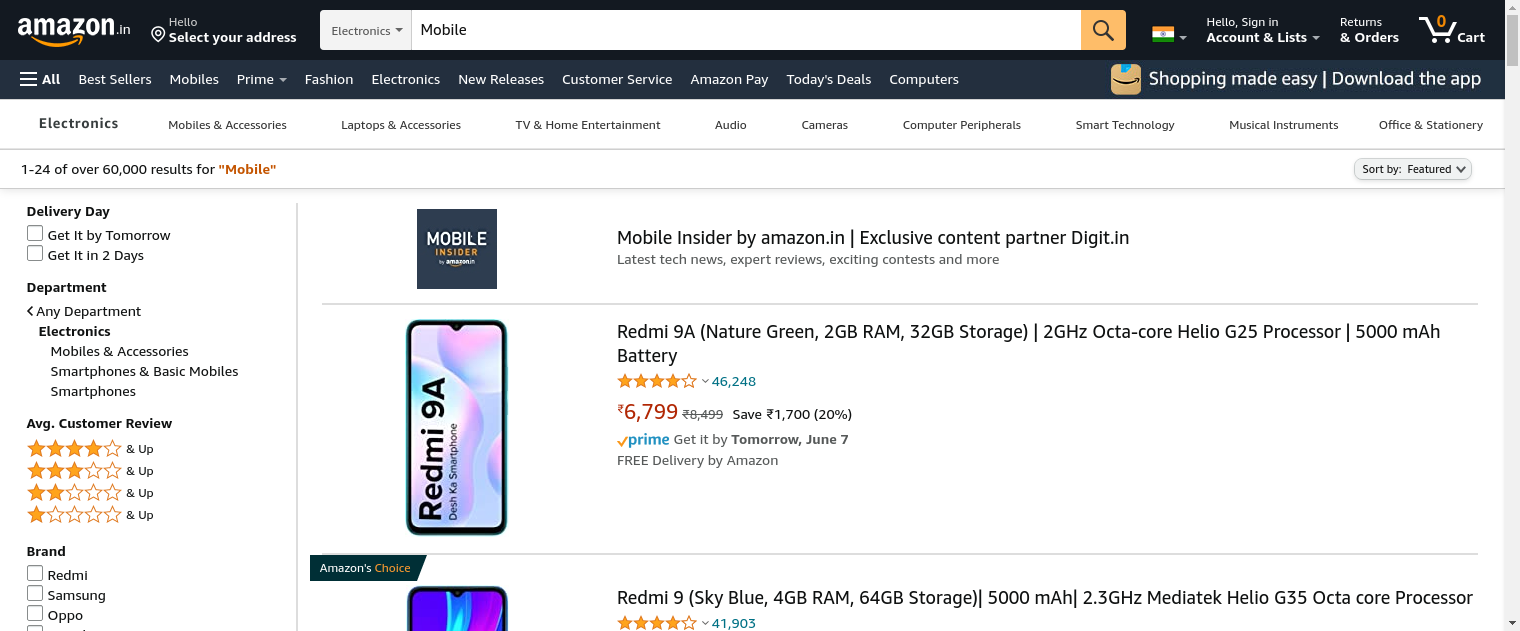 amazon.in
Hello
Select your address
Electronics
Mobile
Hello, Sign in
Account & Lists
Returns
& Orders
0
Cart
All
Best Sellers
Mobiles
Prime
Fashion
Electronics
New Releases
Customer Service
Amazon Pay
Today's Deals
Computers
Shopping made easy | Download the app
Electronics
Mobiles & Accessories
Laptops & Accessories
TV & Home Entertainment
Audio
Cameras
Computer Peripherals
Smart Technology
Musical Instruments
Office & Stationery
1-24 of over 60,000 results for "Mobile"
Sort by: Featured
Delivery Day
Get It by Tomorrow
Get It in 2 Days
Department
Any Department
Electronics
Mobiles & Accessories
Smartphones & Basic Mobiles
Smartphones
Avg. Customer Review
& Up
& Up
& Up
& Up
Brand
Redmi
Samsung
Oppo
MOBILE
INSIDER
by amazon.in
Mobile Insider by amazon.in | Exclusive content partner Digit.in
Latest tech news, expert reviews, exciting contests and more
Redmi 9A
Desh Ka Smartphone
Redmi 9A (Nature Green, 2GB RAM, 32GB Storage) | 2GHz Octa-core Helio G25 Processor | 5000 mAh
Battery
46,248
₹6,799 ₹8,499 Save ₹1,700 (20%)
prime Get it by Tomorrow, June 7
FREE Delivery by Amazon
Amazon's Choice
Redmi 9 (Sky Blue, 4GB RAM, 64GB Storage)| 5000 mAh| 2.3GHz Mediatek Helio G35 Octa core Processor
41,903